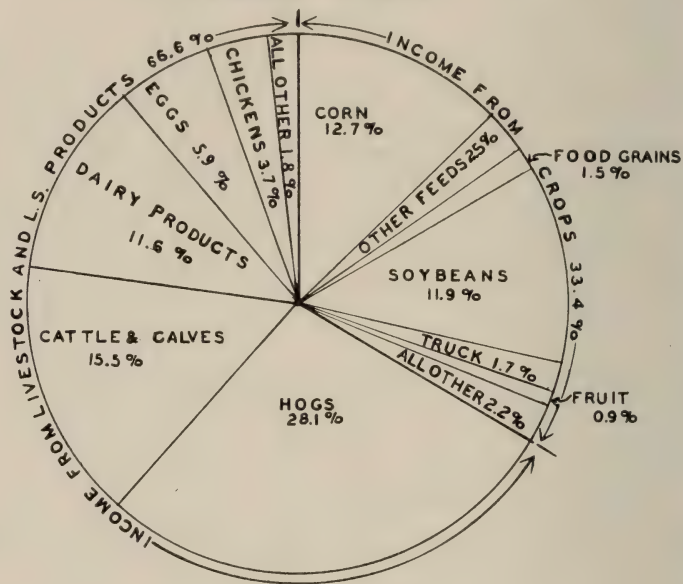 INCOME FROM CROPS 33.4%
CORN
12.7%
OTHER FEEDS 25%
FOOD GRAINS
1.5%
SOYBEANS
11.9%
TRUCK 1.7%
FRUIT
0.9%
ALL OTHER 2.2%
INCOME FROM LIVESTOCK AND L.S. PRODUCTS 66.6%
HOGS
28.1%
CATTLE & CALVES
15.5%
DAIRY PRODUCTS
11.6%
EGGS 5.9%
CHICKENS 3.7%
ALL OTHER 1.8%